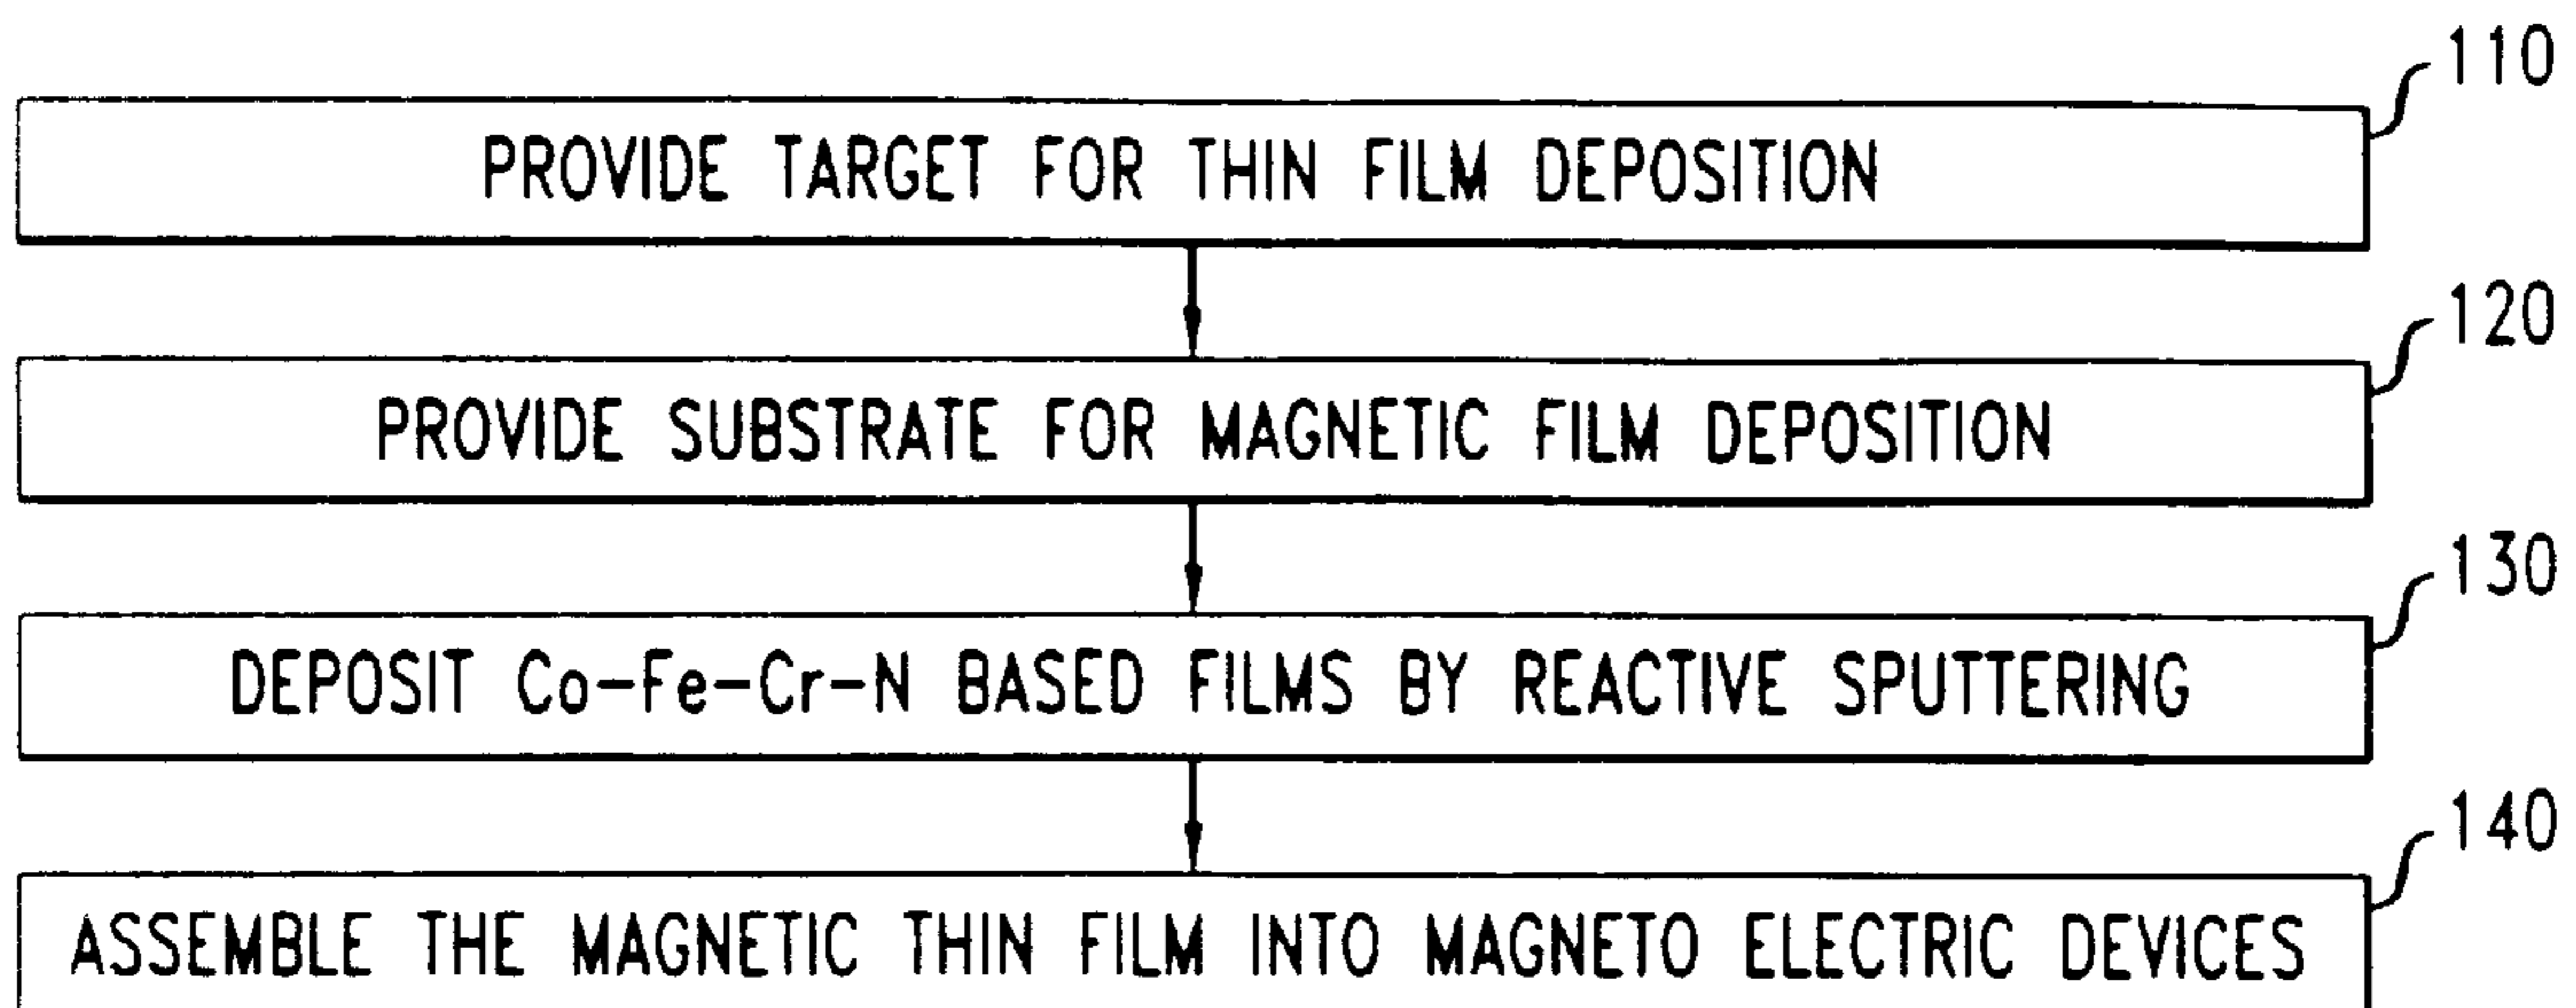 110
PROVIDE TARGET FOR THIN FILM DEPOSITION
120
PROVIDE SUBSTRATE FOR MAGNETIC FILM DEPOSITION
130
DEPOSIT Co-Fe-Cr-N BASED FILMS BY REACTIVE SPUTTERING
140
ASSEMBLE THE MAGNETIC THIN FILM INTO MAGNETO ELECTRIC DEVICES